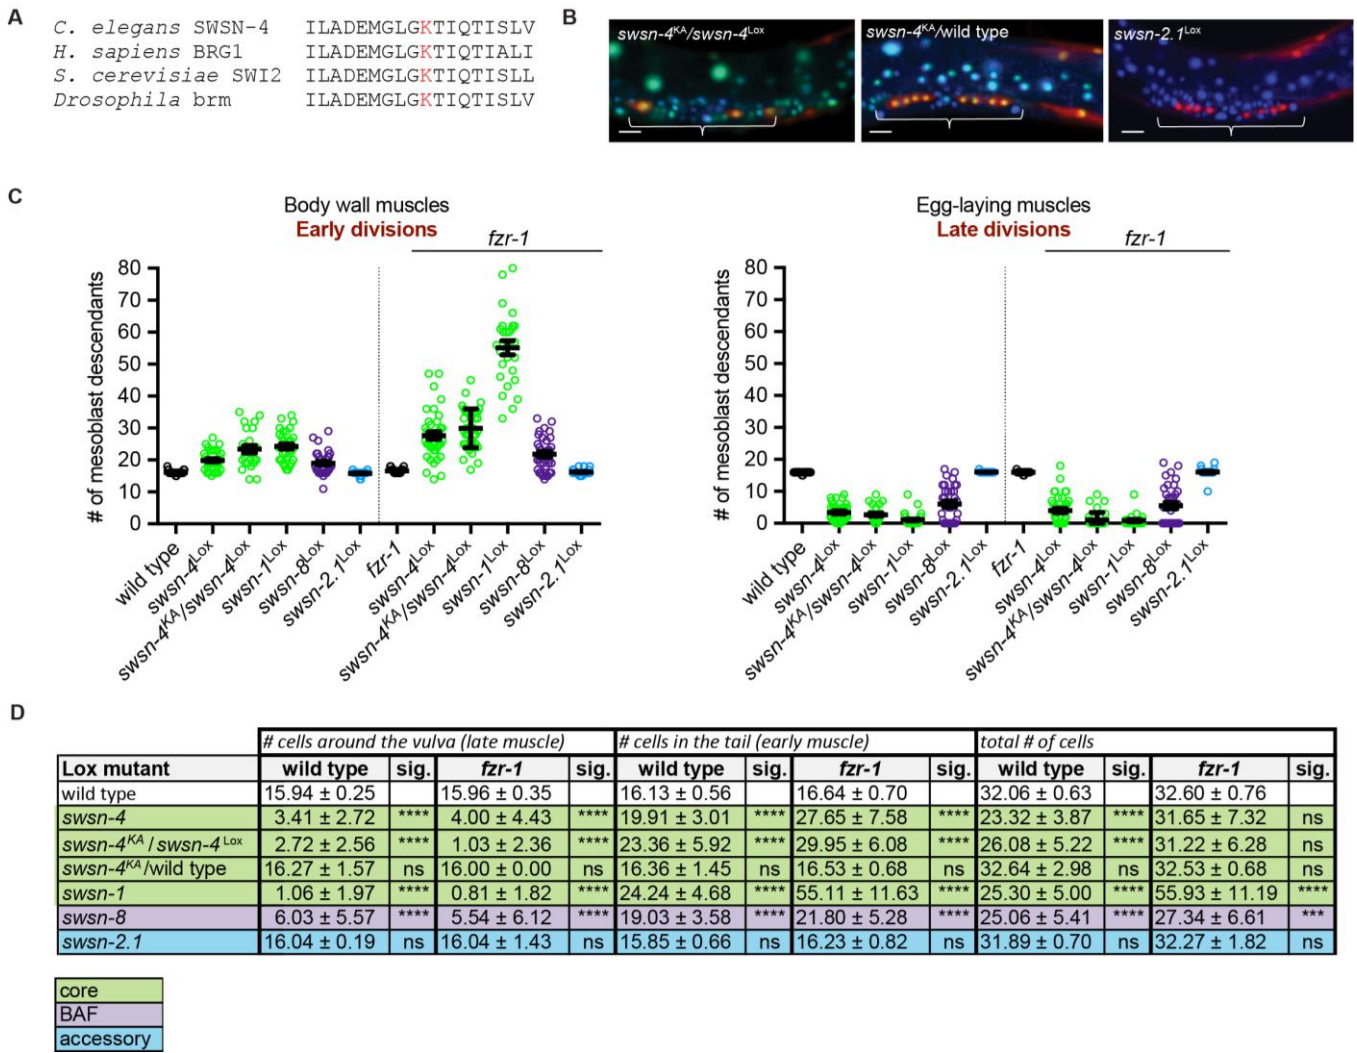 A
C. elegans SWSN-4 ILADEMGLGKTIQTISLV
H. sapiens BRG1 ILADEMGLGKTIQTIALI
S. cerevisiae SWI2 ILADEMGLGKTIQTISLL
Drosophila brm ILADEMGLGKTIQTISLV
B
swsn-4KA/swsn-4Lox
swsn-4KA/wild type
swsn-2.1Lox
C
Body wall muscles
Early divisions
fzr-1
# of mesoblast descendants
80
70
60
50
40
30
20
10
0
wild type
swsn-4Lox
swsn-4KA/swsn-4Lox
swsn-1Lox
swsn-8Lox
swsn-2.1Lox
fzr-1
swsn-4Lox
swsn-4KA/swsn-4Lox
swsn-1Lox
swsn-8Lox
swsn-2.1Lox
Egg-laying muscles
Late divisions
fzr-1
# of mesoblast descendants
80
70
60
50
40
30
20
10
0
wild type
swsn-4Lox
swsn-4KA/swsn-4Lox
swsn-1Lox
swsn-8Lox
swsn-2.1Lox
fzr-1
swsn-4Lox
swsn-4KA/swsn-4Lox
swsn-1Lox
swsn-8Lox
swsn-2.1Lox
D
# cells around the vulva (late muscle) # cells in the tail (early muscle) total # of cells
Lox mutant wild type sig. fzr-1 sig. wild type sig. fzr-1 sig. wild type sig. fzr-1 sig.
wild type 15.94 ± 0.25 15.96 ± 0.35 16.13 ± 0.56 16.64 ± 0.70 32.06 ± 0.63 32.60 ± 0.76
swsn-4 3.41 ± 2.72 **** 4.00 ± 4.43 **** 19.91 ± 3.01 **** 27.65 ± 7.58 **** 23.32 ± 3.87 **** 31.65 ± 7.32 ns
swsn-4KA / swsn-4Lox 2.72 ± 2.56 **** 1.03 ± 2.36 **** 23.36 ± 5.92 **** 29.95 ± 6.08 **** 26.08 ± 5.22 **** 31.22 ± 6.28 ns
swsn-4KA/wild type 16.27 ± 1.57 ns 16.00 ± 0.00 ns 16.36 ± 1.45 ns 16.53 ± 0.68 ns 32.64 ± 2.98 ns 32.53 ± 0.68 ns
swsn-1 1.06 ± 1.97 **** 0.81 ± 1.82 **** 24.24 ± 4.68 **** 55.11 ± 11.63 **** 25.30 ± 5.00 **** 55.93 ± 11.19 ****
swsn-8 6.03 ± 5.57 **** 5.54 ± 6.12 **** 19.03 ± 3.58 **** 21.80 ± 5.28 **** 25.06 ± 5.41 **** 27.34 ± 6.61 ***
swsn-2.1 16.04 ± 0.19 ns 16.04 ± 1.43 ns 15.85 ± 0.66 ns 16.23 ± 0.82 ns 31.89 ± 0.70 ns 32.27 ± 1.82 ns
core
BAF
accessory